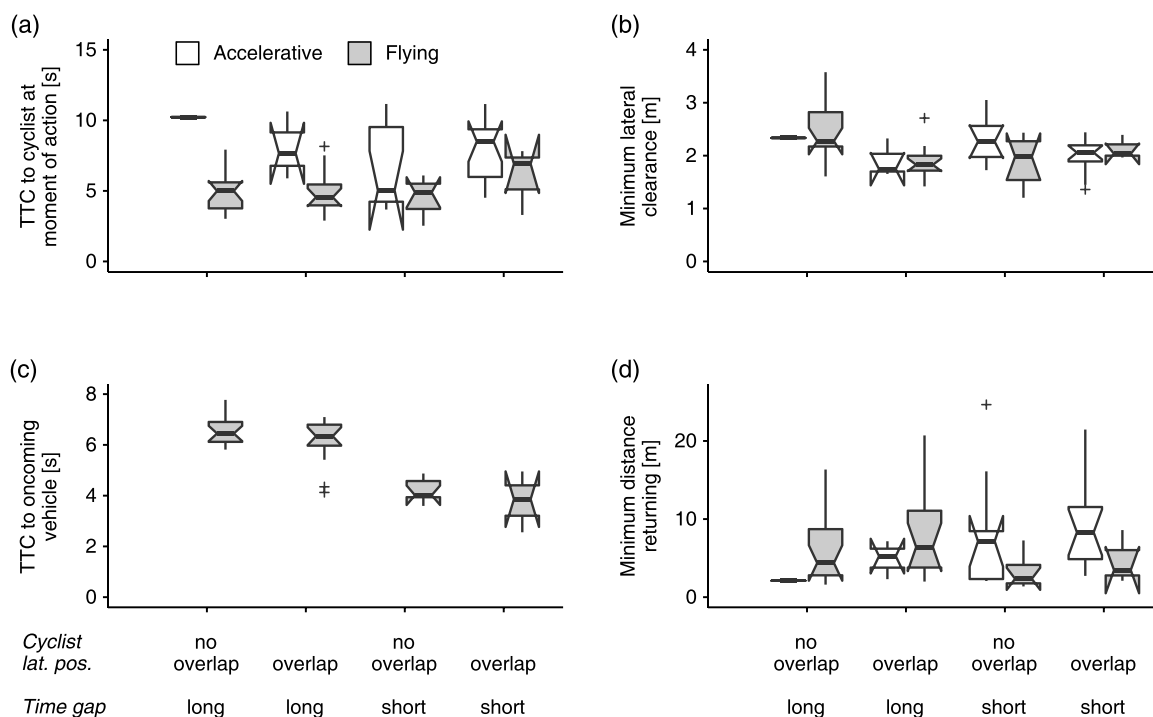 (a)
TTC to cyclist at
moment of action [s]
15
10
5
0
Accelerative
Flying
(b)
Minimum lateral
clearance [m]
4
3
2
1
0
(c)
TTC to oncoming
vehicle [s]
8
6
4
2
0
(d)
Minimum distance
returning [m]
20
10
0
Cyclist
lat. pos.
no
overlap
overlap
no
overlap
overlap
Time gap
long
long
short
short
no
overlap
overlap
no
overlap
overlap
long
long
short
short